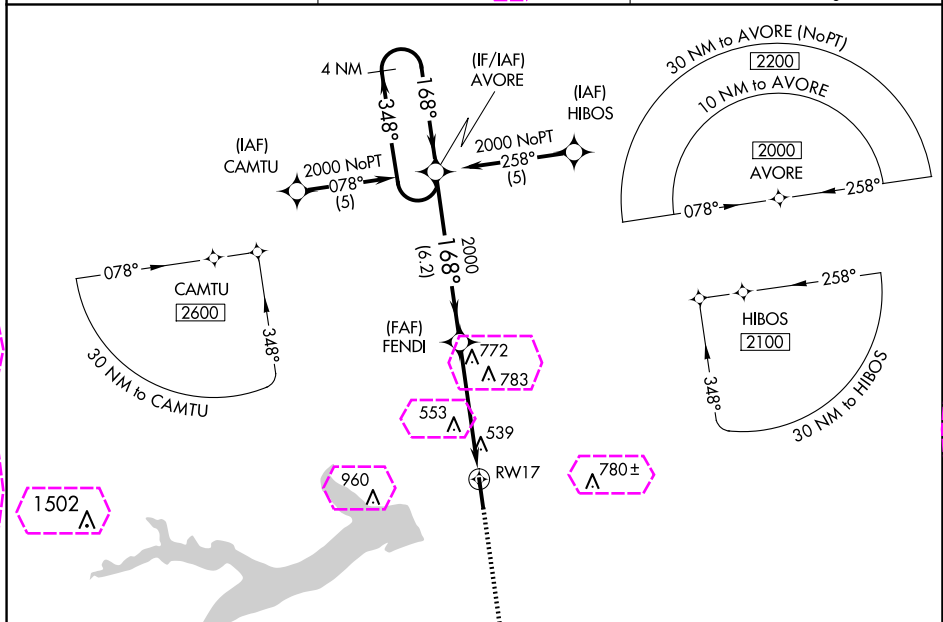 4 NM
348°
168°
(IF/IAF)
AVORE
(IAF)
HIBOS
2000 NoPT
258°
(5)
(IAF)
CAMTU
2000 NoPT
078°
(5)
30 NM to AVORE (NoPT)
2200
10 NM to AVORE
2000
AVORE
078°
258°
2000
168°
(6.2)
078°
CAMTU
2600
348°
30 NM to CAMTU
258°
HIBOS
2100
348°
30 NM to HIBOS
(FAF)
FENDI
772
783
553
539
RW17
960
780±
1502